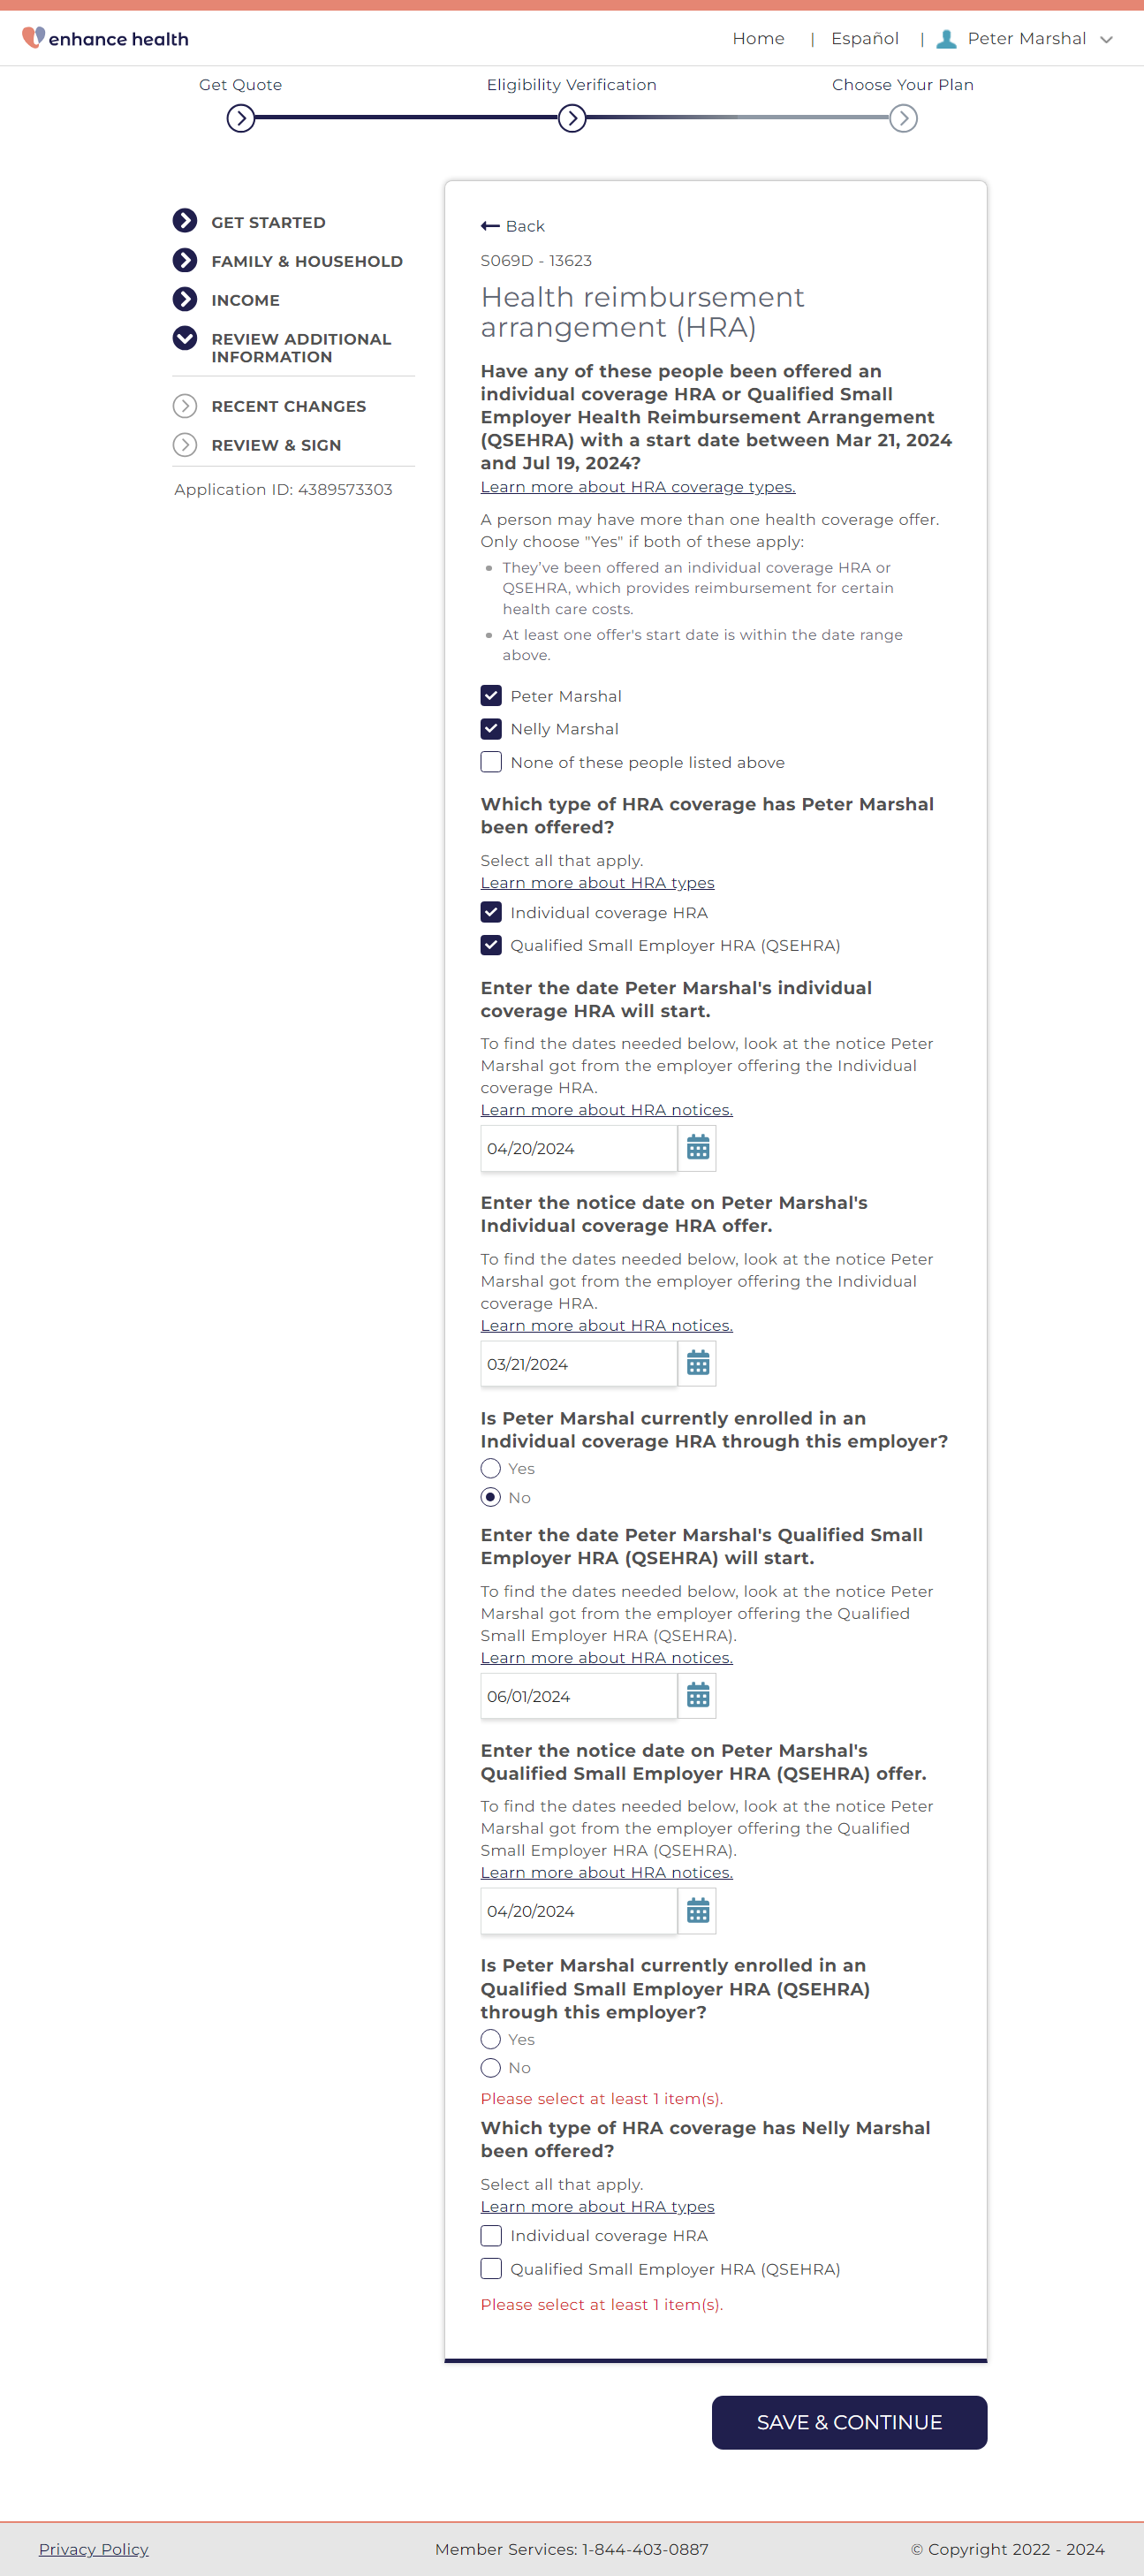 enhance health
Home | Español | Peter Marshal
Get Quote
Eligibility Verification
Choose Your Plan
GET STARTED
FAMILY & HOUSEHOLD
INCOME
REVIEW ADDITIONAL
INFORMATION
RECENT CHANGES
REVIEW & SIGN
Application ID: 4389573303
Back
S069D - 13623
Health reimbursement
arrangement (HRA)
Have any of these people been offered an
individual coverage HRA or Qualified Small
Employer Health Reimbursement Arrangement
(QSEHRA) with a start date between Mar 21, 2024
and Jul 19, 2024?
Learn more about HRA coverage types.
A person may have more than one health coverage offer.
Only choose "Yes" if both of these apply:
They've been offered an individual coverage HRA or
QSEHRA, which provides reimbursement for certain
health care costs.
At least one offer's start date is within the date range
above.
Peter Marshal
Nelly Marshal
None of these people listed above
Which type of HRA coverage has Peter Marshal
been offered?
Select all that apply.
Learn more about HRA types
Individual coverage HRA
Qualified Small Employer HRA (QSEHRA)
Enter the date Peter Marshal's individual
coverage HRA will start.
To find the dates needed below, look at the notice Peter
Marshal got from the employer offering the Individual
coverage HRA.
Learn more about HRA notices.
04/20/2024
Enter the notice date on Peter Marshal's
Individual coverage HRA offer.
To find the dates needed below, look at the notice Peter
Marshal got from the employer offering the Individual
coverage HRA.
Learn more about HRA notices.
03/21/2024
Is Peter Marshal currently enrolled in an
Individual coverage HRA through this employer?
Yes
No
Enter the date Peter Marshal's Qualified Small
Employer HRA (QSEHRA) will start.
To find the dates needed below, look at the notice Peter
Marshal got from the employer offering the Qualified
Small Employer HRA (QSEHRA).
Learn more about HRA notices.
06/01/2024
Enter the notice date on Peter Marshal's
Qualified Small Employer HRA (QSEHRA) offer.
To find the dates needed below, look at the notice Peter
Marshal got from the employer offering the Qualified
Small Employer HRA (QSEHRA).
Learn more about HRA notices.
04/20/2024
Is Peter Marshal currently enrolled in an
Qualified Small Employer HRA (QSEHRA)
through this employer?
Yes
No
Please select at least 1 item(s).
Which type of HRA coverage has Nelly Marshal
been offered?
Select all that apply.
Learn more about HRA types
Individual coverage HRA
Qualified Small Employer HRA (QSEHRA)
Please select at least 1 item(s).
SAVE & CONTINUE
Privacy Policy
Member Services: 1-844-403-0887
© Copyright 2022 - 2024